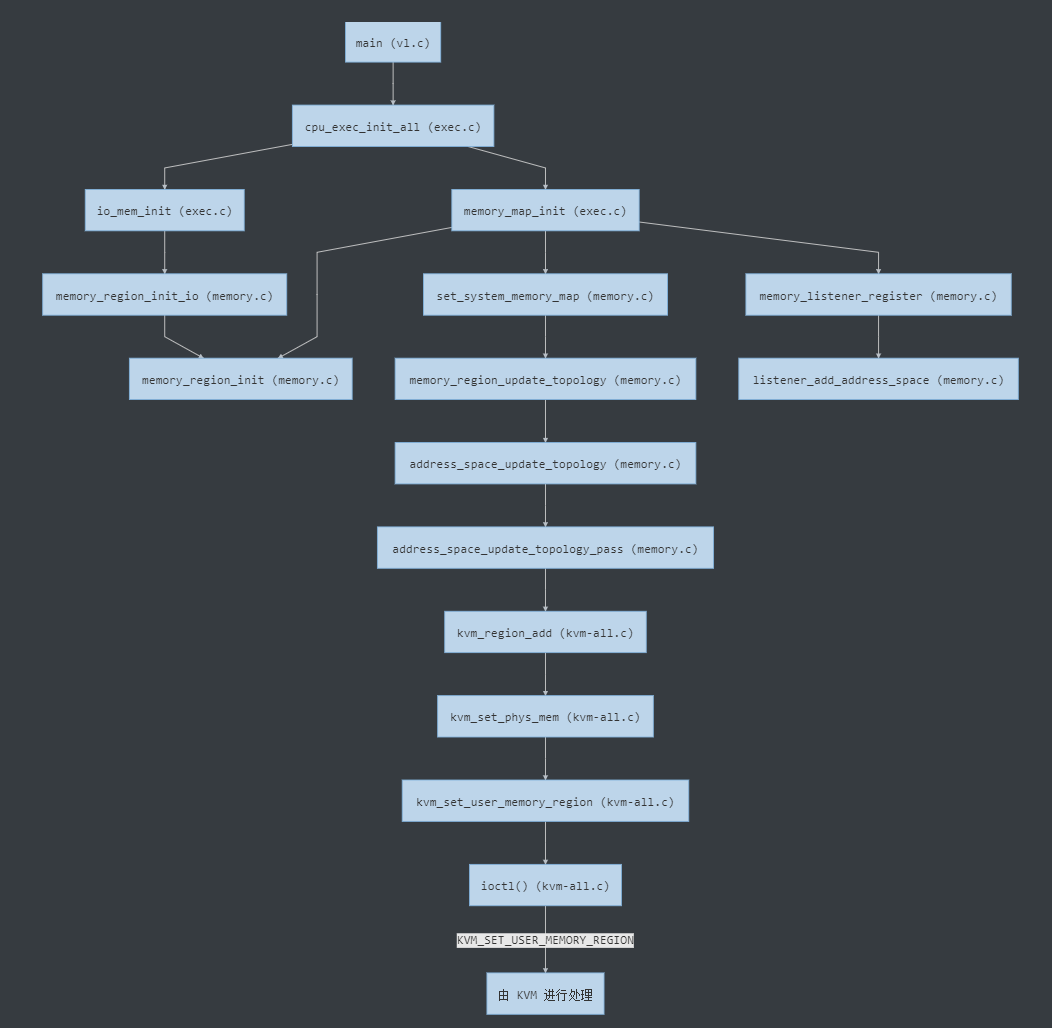 main (vl.c)
cpu_exec_init_all (exec.c)
io_mem_init (exec.c)
memory_map_init (exec.c)
memory_region_init_io (memory.c)
set_system_memory_map (memory.c)
memory_listener_register (memory.c)
memory_region_init (memory.c)
memory_region_update_topology (memory.c)
listener_add_address_space (memory.c)
address_space_update_topology (memory.c)
address_space_update_topology_pass (memory.c)
kvm_region_add (kvm-all.c)
kvm_set_phys_mem (kvm-all.c)
kvm_set_user_memory_region (kvm-all.c)
ioctl() (kvm-all.c)
KVM_SET_USER_MEMORY_REGION
由 KVM 进行处理